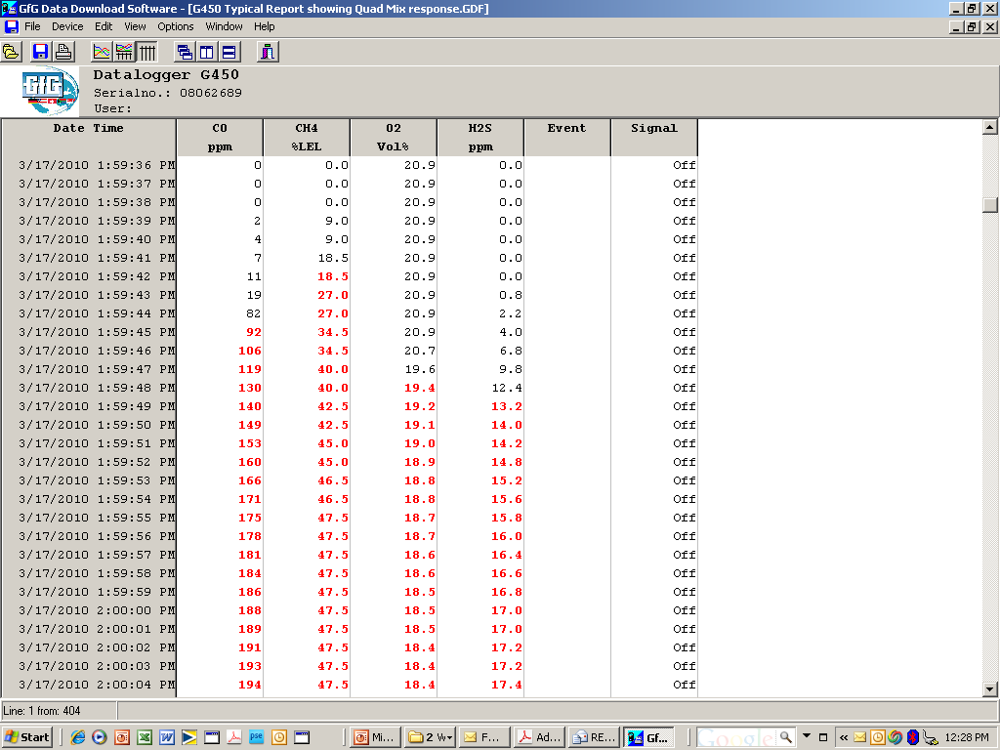 GfG Data Download Software - [G450 Typical Report showing Quad Mix response.GDF]
File Device Edit View Options Window Help
GfG
Datalogger G450
Serialno.: 08062689
User:
Date Time CO CH4 O2 H2S Event Signal
ppm %LEL Vol% ppm
3/17/2010 1:59:36 PM 0 0.0 20.9 0.0 Off
3/17/2010 1:59:37 PM 0 0.0 20.9 0.0 Off
3/17/2010 1:59:38 PM 0 0.0 20.9 0.0 Off
3/17/2010 1:59:39 PM 2 9.0 20.9 0.0 Off
3/17/2010 1:59:40 PM 4 9.0 20.9 0.0 Off
3/17/2010 1:59:41 PM 7 18.5 20.9 0.0 Off
3/17/2010 1:59:42 PM 11 18.5 20.9 0.0 Off
3/17/2010 1:59:43 PM 19 27.0 20.9 0.8 Off
3/17/2010 1:59:44 PM 82 27.0 20.9 2.2 Off
3/17/2010 1:59:45 PM 92 34.5 20.9 4.0 Off
3/17/2010 1:59:46 PM 106 34.5 20.7 6.8 Off
3/17/2010 1:59:47 PM 119 40.0 19.6 9.8 Off
3/17/2010 1:59:48 PM 130 40.0 19.4 12.4 Off
3/17/2010 1:59:49 PM 140 42.5 19.2 13.2 Off
3/17/2010 1:59:50 PM 149 42.5 19.1 14.0 Off
3/17/2010 1:59:51 PM 153 45.0 19.0 14.2 Off
3/17/2010 1:59:52 PM 160 45.0 18.9 14.8 Off
3/17/2010 1:59:53 PM 166 46.5 18.8 15.2 Off
3/17/2010 1:59:54 PM 171 46.5 18.8 15.6 Off
3/17/2010 1:59:55 PM 175 47.5 18.7 15.8 Off
3/17/2010 1:59:56 PM 178 47.5 18.7 16.0 Off
3/17/2010 1:59:57 PM 181 47.5 18.6 16.4 Off
3/17/2010 1:59:58 PM 184 47.5 18.6 16.6 Off
3/17/2010 1:59:59 PM 186 47.5 18.5 16.8 Off
3/17/2010 2:00:00 PM 188 47.5 18.5 17.0 Off
3/17/2010 2:00:01 PM 189 47.5 18.5 17.0 Off
3/17/2010 2:00:02 PM 191 47.5 18.4 17.2 Off
3/17/2010 2:00:03 PM 193 47.5 18.4 17.2 Off
3/17/2010 2:00:04 PM 194 47.5 18.4 17.4 Off
Line: 1 from: 404
Start pse Mi... 2 W F... Ad... RE... Gf... Google « 12:28 PM